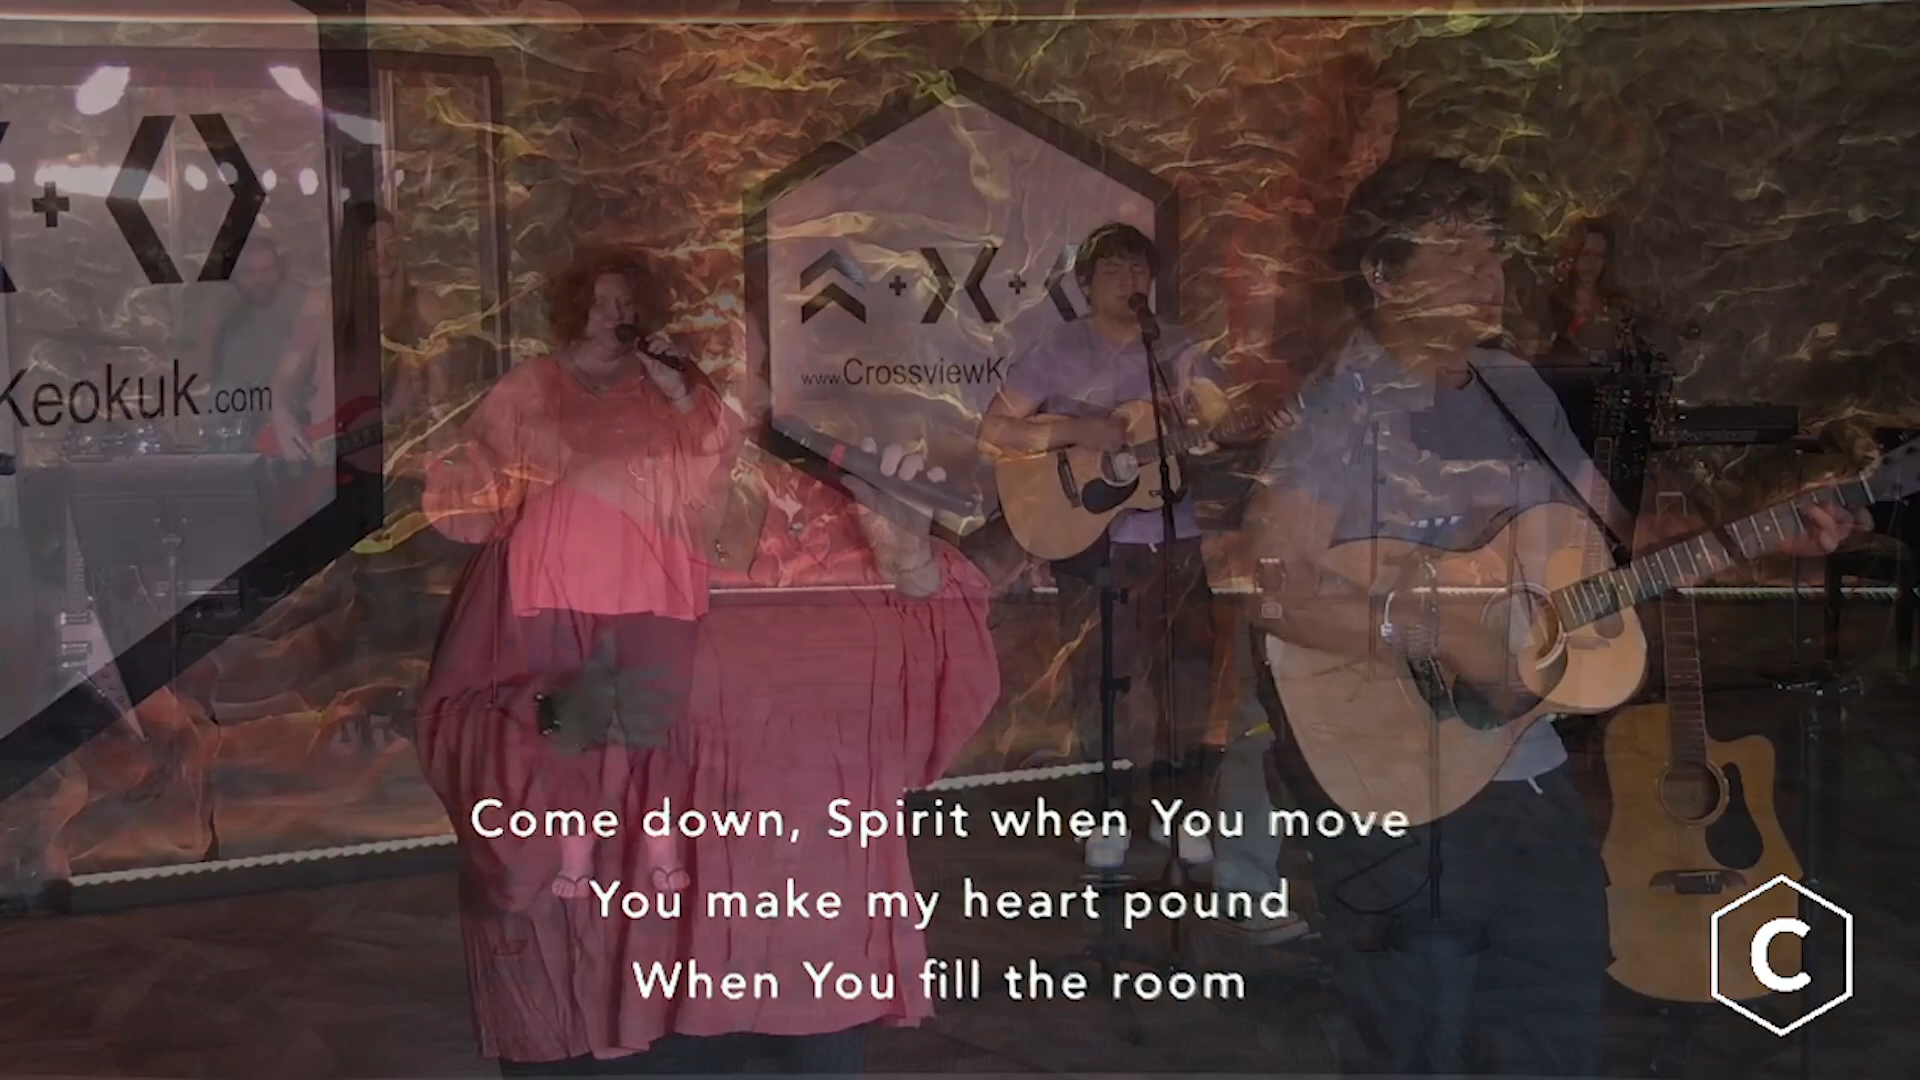 Keokuk.com
www.CrossviewK
Come down, Spirit when You move
You make my heart pound
When You fill the room
C